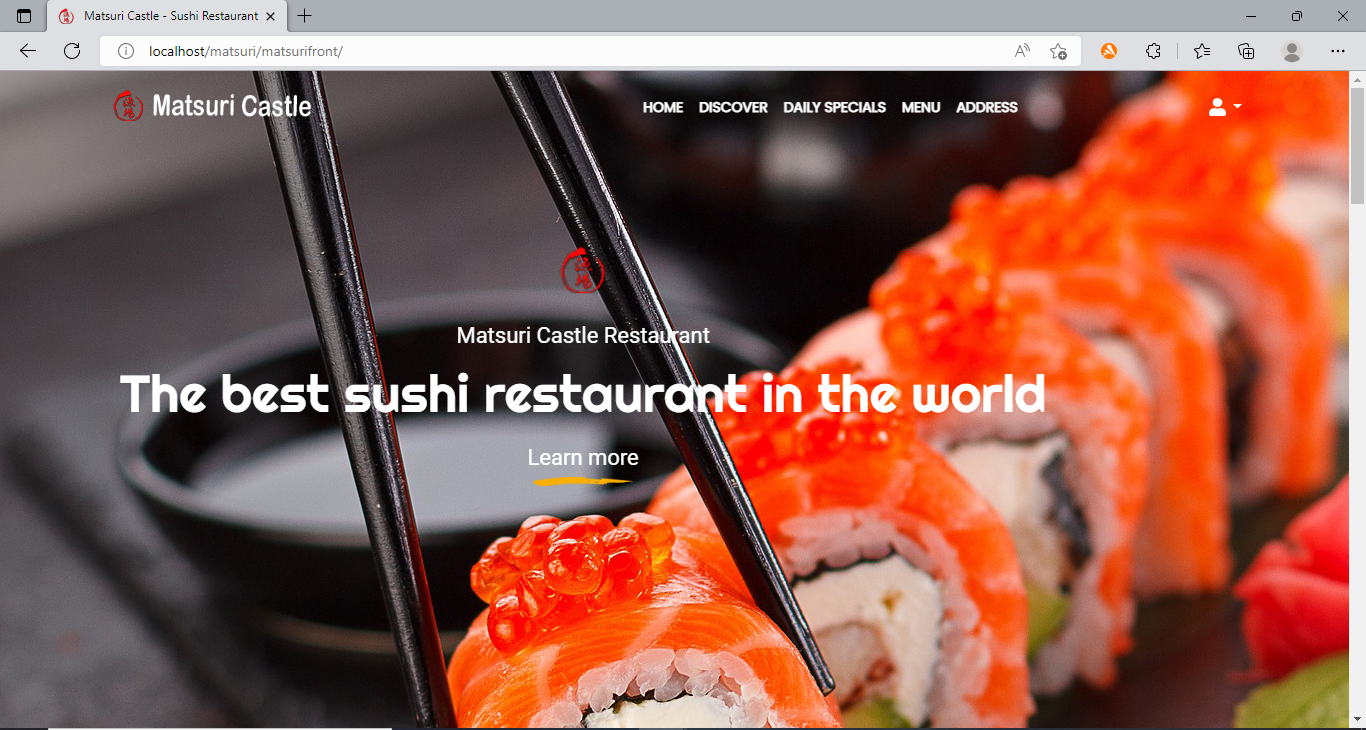 Matsuri Castle - Sushi Restaurant
localhost/matsuri/matsurifront/
Matsuri Castle
HOME DISCOVER DAILY SPECIALS MENU ADDRESS
Matsuri Castle Restaurant
The best sushi restaurant in the world
Learn more